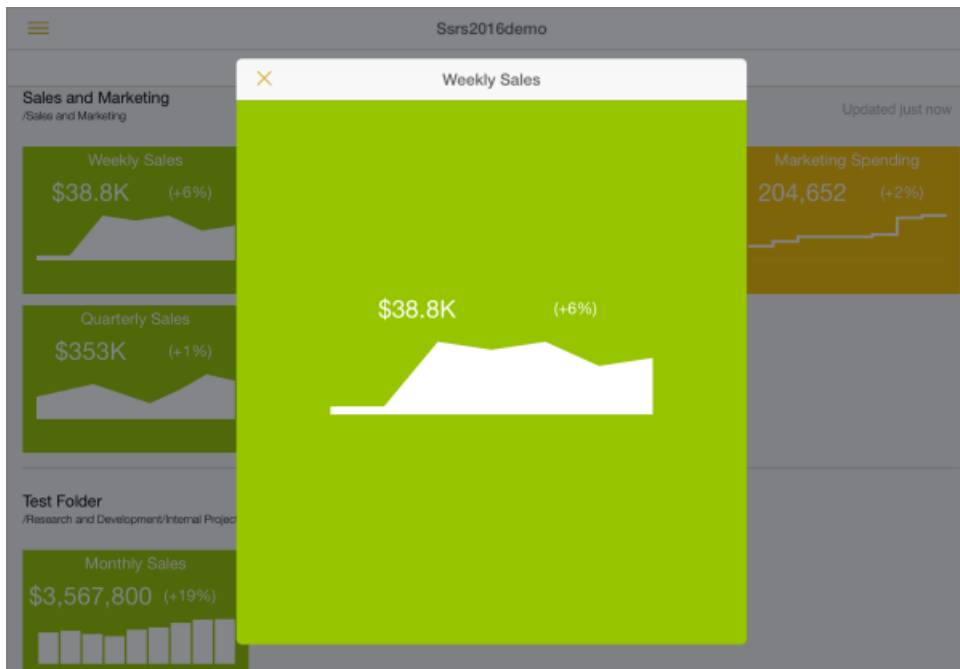 Ssrs2016demo
Weekly Sales
Sales and Marketing
/Sales and Marketing
Updated just now
Weekly Sales
$38.8K (+6%)
Marketing Spending
204,652 (+2%)
$38.8K (+6%)
Quarterly Sales
$353K (+1%)
Test Folder
/Research and Development/Internal Project
Monthly Sales
$3,567,800 (+19%)